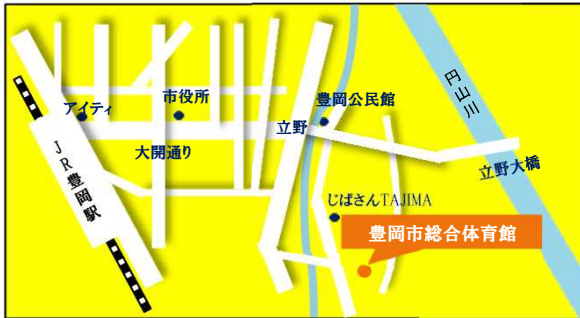 アイティ
市役所
豊岡公民館
円山川
立野
大開通り
立野大橋
JR豊岡駅
じばさんTAJIMA
豊岡市総合体育館